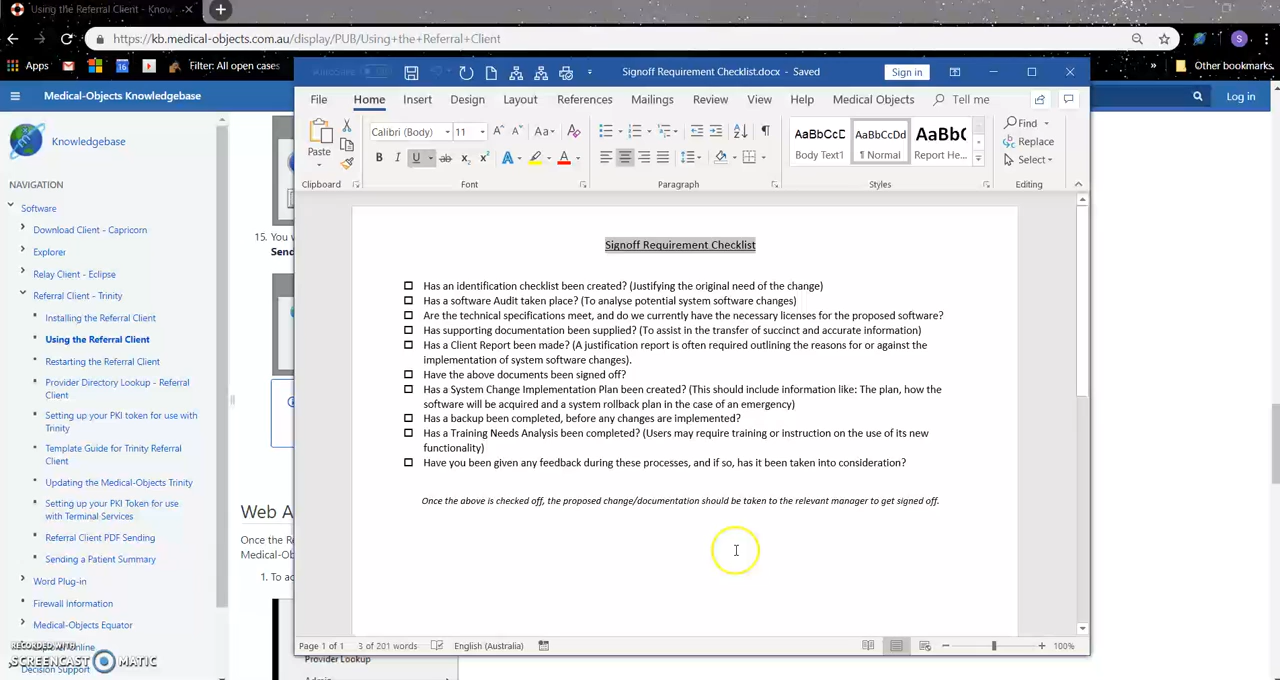 Using the Referral Client - Know
https://kb.medical-objects.com.au/display/PUB/Using+the+Referral+Client
Apps
Filter: All open cases
Other bookmarks
Medical-Objects Knowledgebase
Log in
Knowledgebase
NAVIGATION
Software
Download Client - Capricorn
Explorer
Relay Client - Eclipse
Referral Client - Trinity
Installing the Referral Client
Using the Referral Client
Restarting the Referral Client
Provider Directory Lookup - Referral
Client
Setting up your PKI token for use with
Trinity
Template Guide for Trinity Referral
Client
Updating the Medical-Objects Trinity
Setting up your PKI Token for use
with Terminal Services
Referral Client PDF Sending
Sending a Patient Summary
Word Plug-in
Firewall Information
Medical-Objects Equator
Online
Decision Support
RECORDED WITH
SCREENCAST MATIC
15. You w
Send
Web A
Once the Re
Medical-Ob
1. To ac
Provider Lookup
AutoSave
Signoff Requirement Checklist.docx - Saved
Sign in
File Home Insert Design Layout References Mailings Review View Help Medical Objects Tell me
Paste
Clipboard
Calibri (Body) 11
Font
Paragraph
AaBbCcD
Body Text1
AaBbCcDd
¶ Normal
AaBbC
Report He...
Styles
Find
Replace
Select
Editing
Signoff Requirement Checklist
Has an identification checklist been created? (Justifying the original need of the change)
Has a software Audit taken place? (To analyse potential system software changes)
Are the technical specifications meet, and do we currently have the necessary licenses for the proposed software?
Has supporting documentation been supplied? (To assist in the transfer of succinct and accurate information)
Has a Client Report been made? (A justification report is often required outlining the reasons for or against the
implementation of system software changes).
Have the above documents been signed off?
Has a System Change Implementation Plan been created? (This should include information like: The plan, how the
software will be acquired and a system rollback plan in the case of an emergency)
Has a backup been completed, before any changes are implemented?
Has a Training Needs Analysis been completed? (Users may require training or instruction on the use of its new
functionality)
Have you been given any feedback during these processes, and if so, has it been taken into consideration?
Once the above is checked off, the proposed change/documentation should be taken to the relevant manager to get signed off.
Page 1 of 1 3 of 201 words English (Australia) 100%